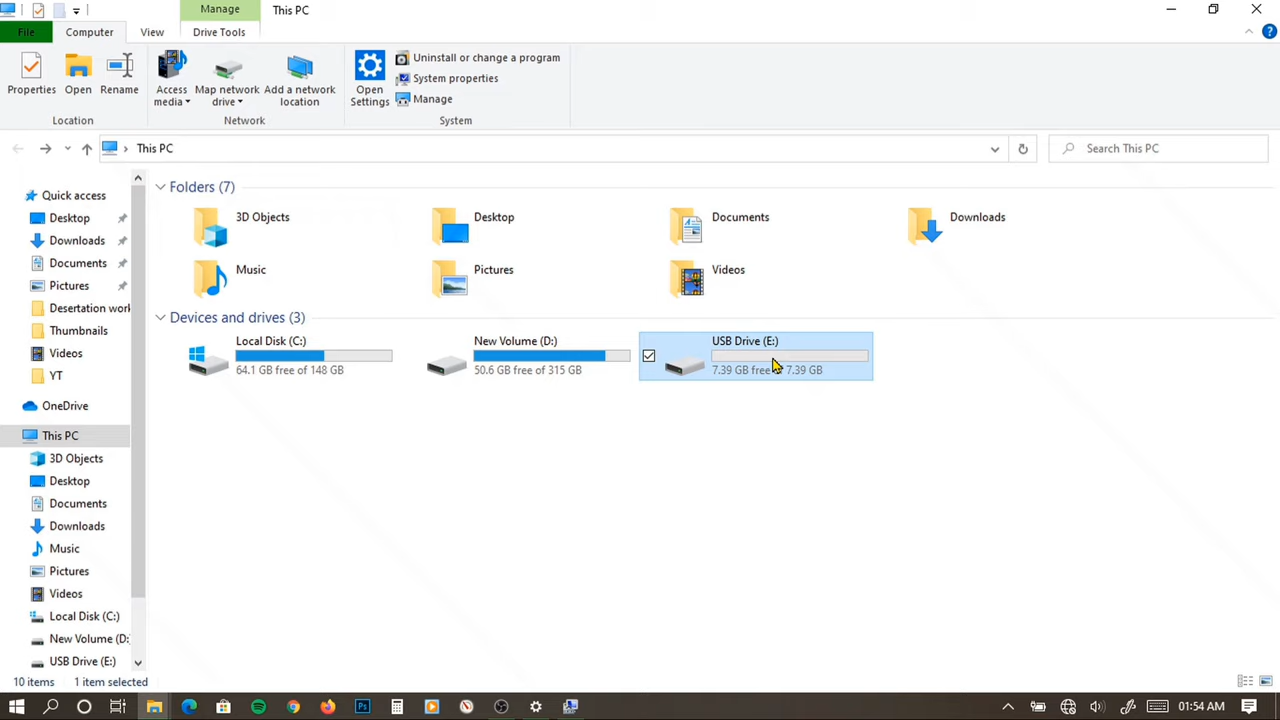 Manage
This PC
File
Computer
View
Drive Tools
Properties
Open
Rename
Access media
Map network drive
Add a network location
Open Settings
Uninstall or change a program
System properties
Manage
Location
Network
System
This PC
Search This PC
Quick access
Desktop
Downloads
Documents
Pictures
Desertation work
Thumbnails
Videos
YT
OneDrive
This PC
3D Objects
Desktop
Documents
Downloads
Music
Pictures
Videos
Local Disk (C:)
New Volume (D:)
USB Drive (E:)
Folders (7)
3D Objects
Desktop
Documents
Downloads
Music
Pictures
Videos
Devices and drives (3)
Local Disk (C:)
64.1 GB free of 148 GB
New Volume (D:)
50.6 GB free of 315 GB
USB Drive (E:)
7.39 GB free 7.39 GB
10 items
1 item selected
Ps
01:54 AM